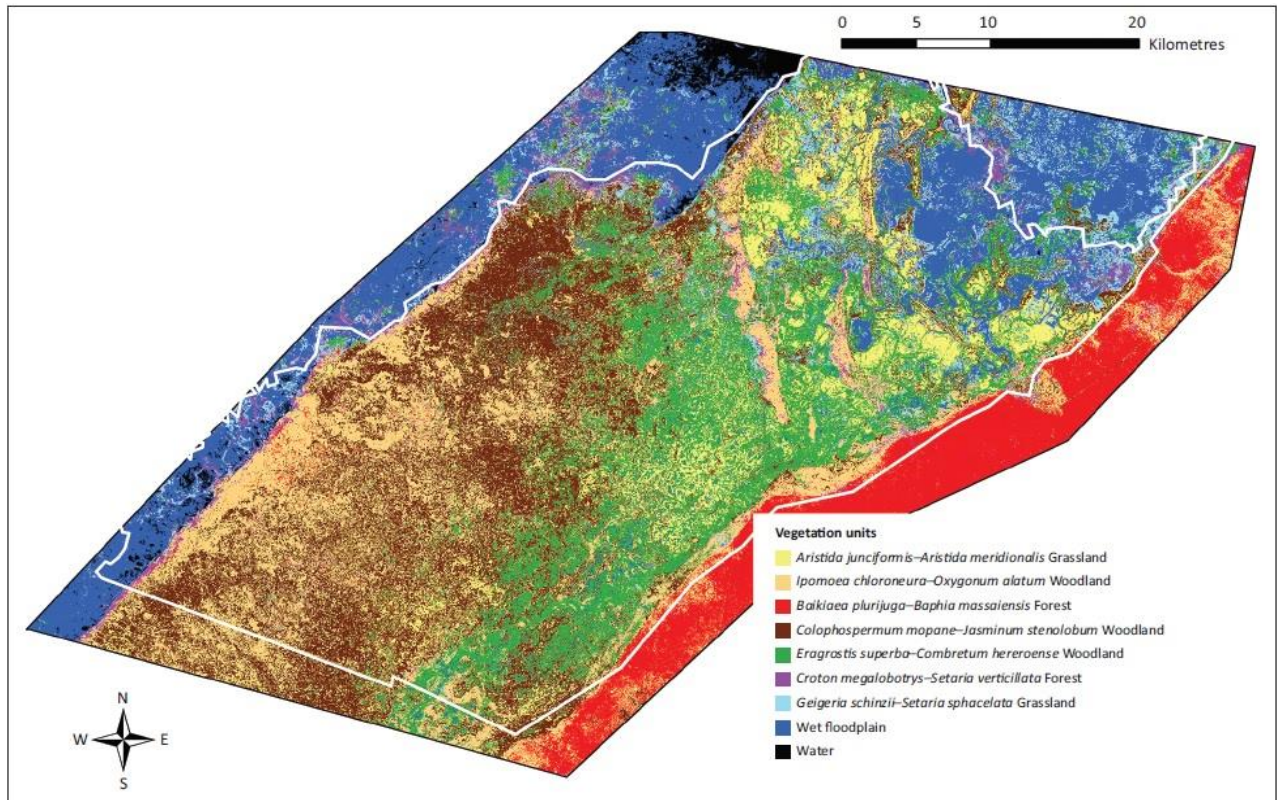 0 5 10 20
Kilometres
Vegetation units
Aristida junciformis–Aristida meridionalis Grassland
Ipomoea chloroneura–Oxygonum alatum Woodland
Baikiaea plurijuga–Baphia massaiensis Forest
Colophospermum mopane–Jasminum stenolobum Woodland
Eragrostis superba–Combretum hereroense Woodland
Croton megalobotrys–Setaria verticillata Forest
Geigeria schinzii–Setaria sphacelata Grassland
Wet floodplain
Water
N
W E
S